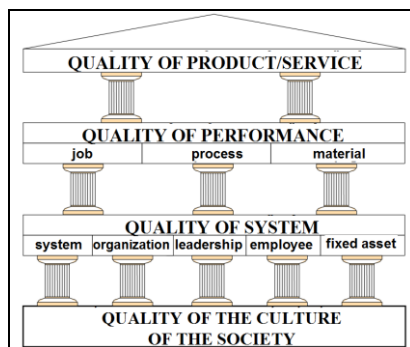 QUALITY OF PRODUCT/SERVICE
QUALITY OF PERFORMANCE
job process material
QUALITY OF SYSTEM
system organization leadership employee fixed asset
QUALITY OF THE CULTURE
OF THE SOCIETY